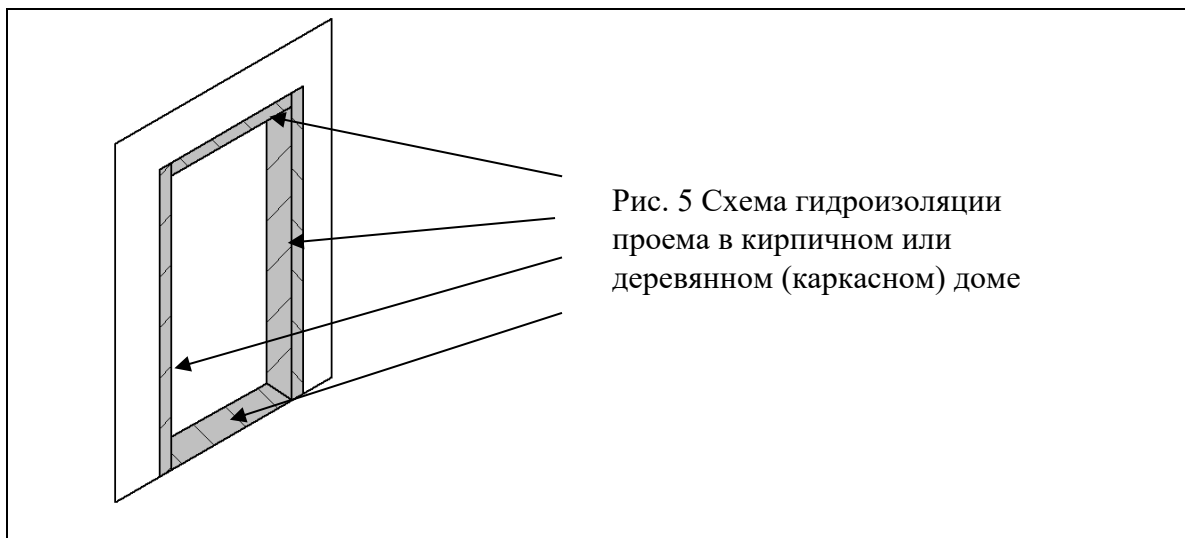 Рис. 5 Схема гидроизоляции
проема в кирпичном или
деревянном (каркасном) доме